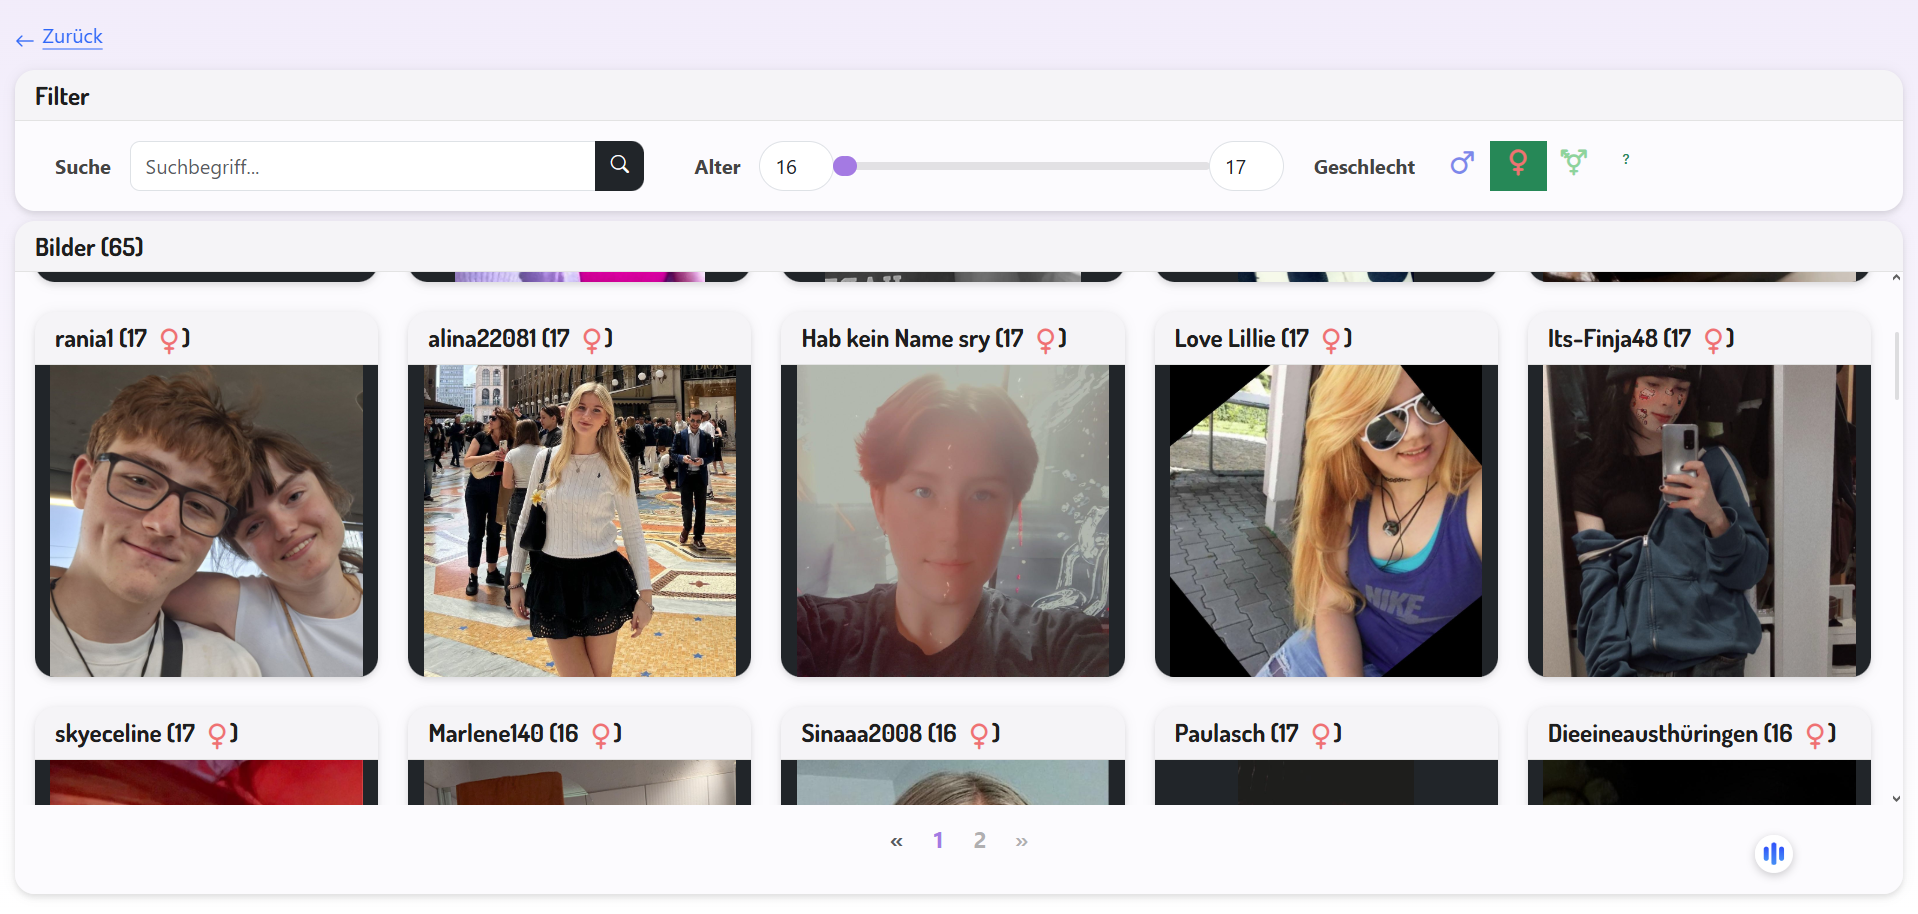 ← Zurück
Filter
Suche
Suchbegriff...
Alter
16
17
Geschlecht
♂
♀
⚧
?
Bilder (65)
rania1 (17 ♀)
alina22081 (17 ♀)
Hab kein Name sry (17 ♀)
Love Lillie (17 ♀)
Its-Finja48 (17 ♀)
NIKE
skyeceline (17 ♀)
Marlene140 (16 ♀)
Sinaaa2008 (16 ♀)
Paulasch (17 ♀)
Dieeineausthüringen (16 ♀)
« 1 2 »